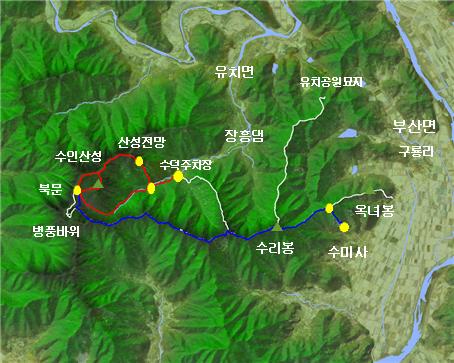 유치면
유치공원묘지
부산면
구룡리
장흥댐
산성전망
수인산성
수덕주차장
북문
병풍바위
옥녀봉
수리봉
수미사